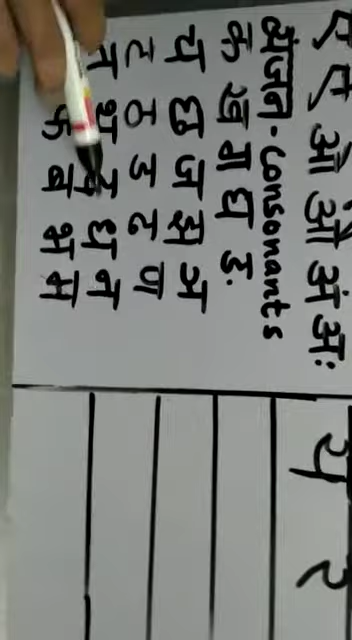 ए ऐ ओ औ अं अः
व्यंजन - Consonants
क ख ग घ ङ
च छ ज झ ञ
ट ठ ड ढ ण
त थ द ध न
फ ब भ म
य र